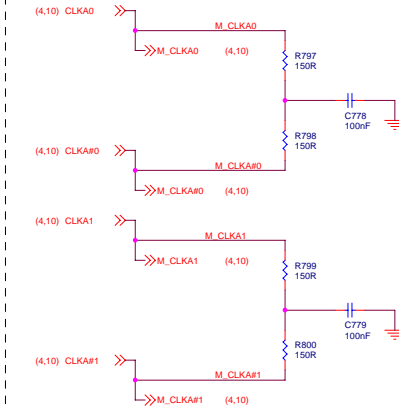 (4,10) CLKA0
M_CLKA0
M_CLKA0 (4,10)
R797
150R
C778
100nF
R798
150R
(4,10) CLKA#0
M_CLKA#0
M_CLKA#0 (4,10)
(4,10) CLKA1
M_CLKA1
M_CLKA1 (4,10)
R799
150R
C779
100nF
R800
150R
(4,10) CLKA#1
M_CLKA#1
M_CLKA#1 (4,10)